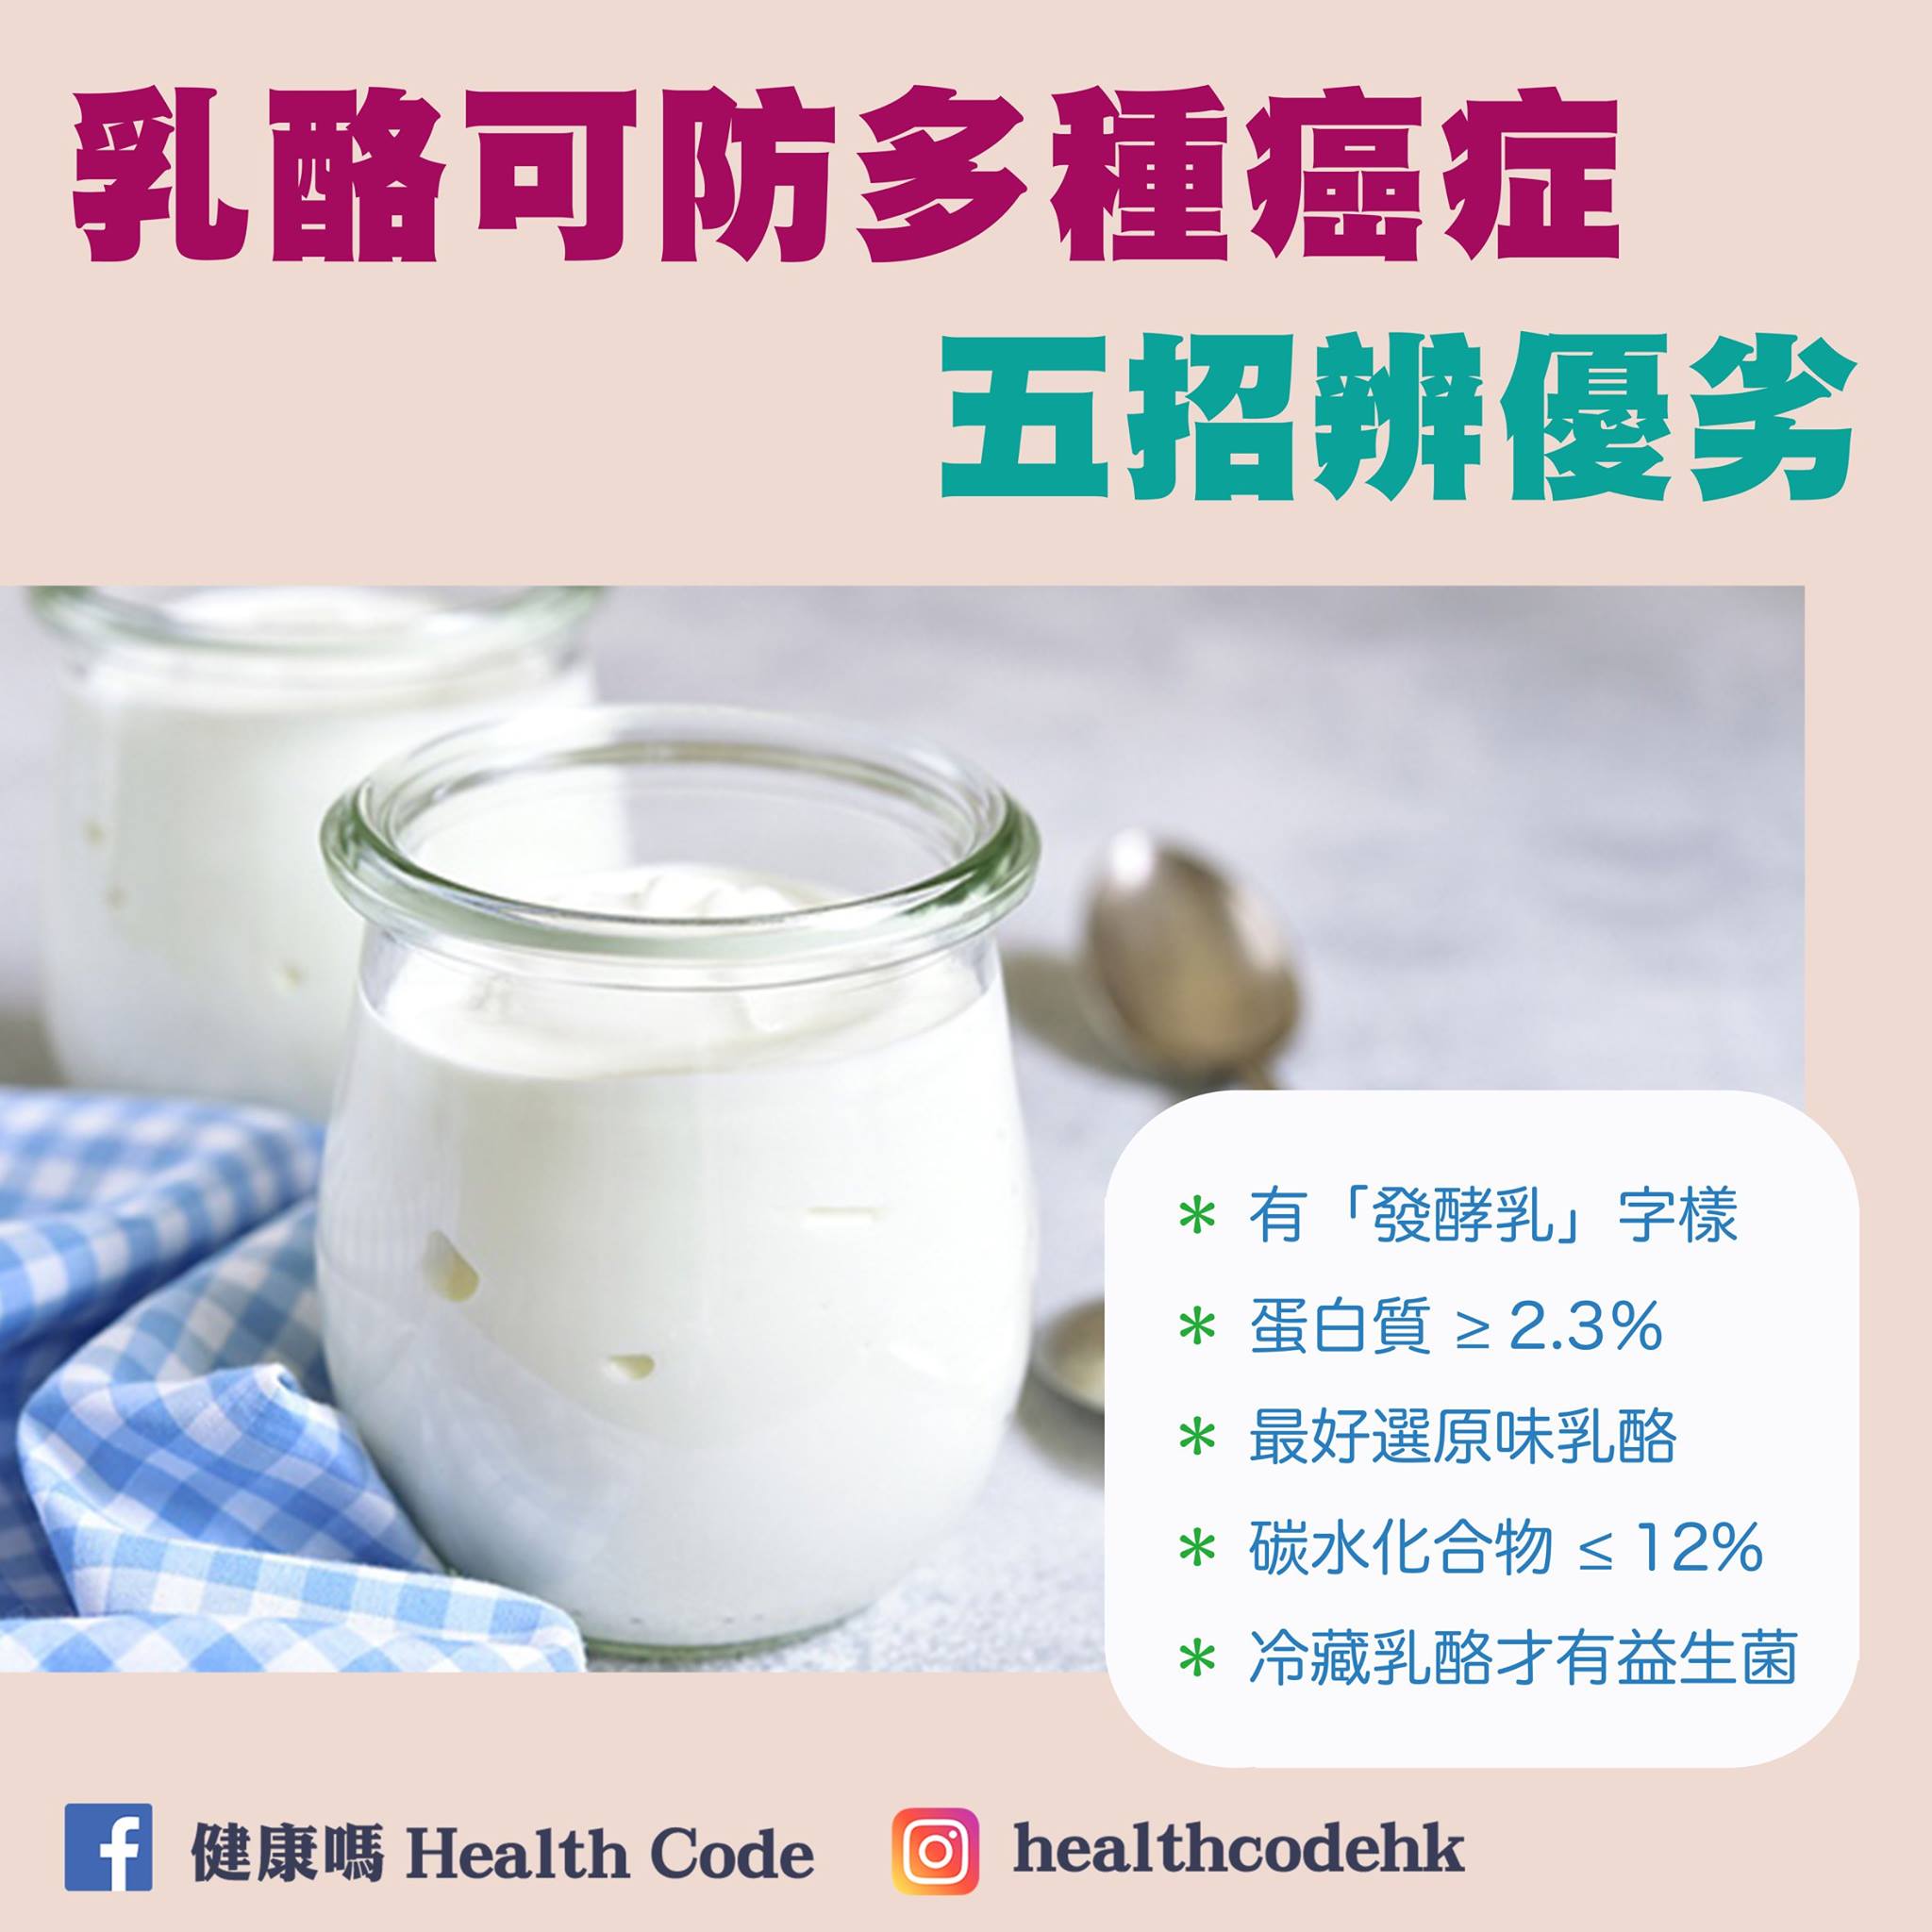 乳酪可防多種癌症
五招辨優劣
* 有「發酵乳」字樣
* 蛋白質 ≥ 2.3%
* 最好選原味乳酪
* 碳水化合物 ≤ 12%
* 冷藏乳酪才有益生菌
健康嗎 Health Code
healthcodehk